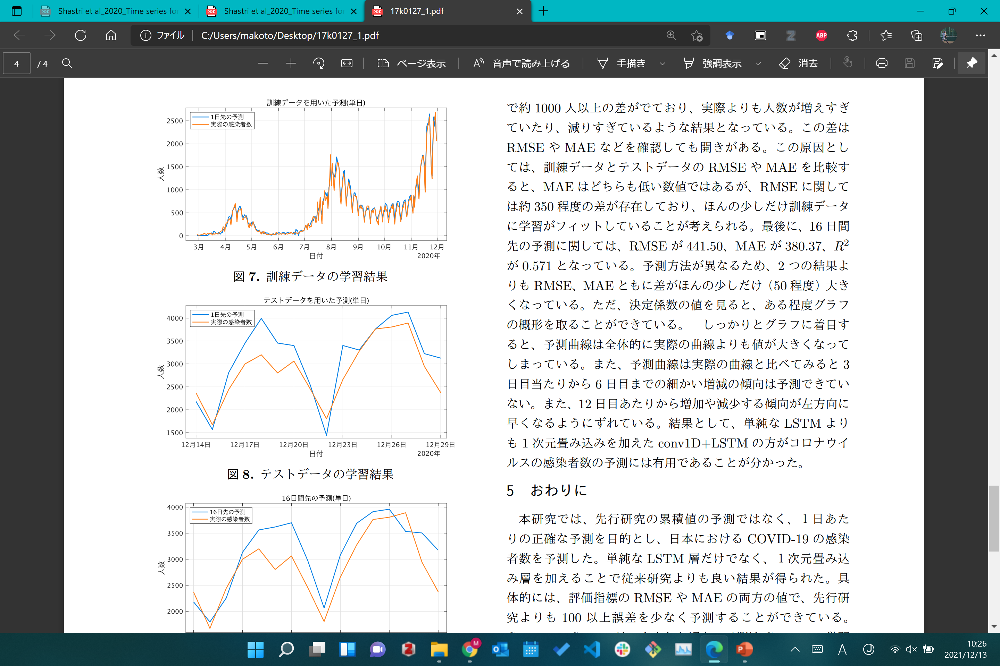 Shastri et al_2020_Time series for
Shastri et al_2020_Time series for
17k0127_1.pdf
ファイル
C:/Users/makoto/Desktop/17k0127_1.pdf
ABP
4
/ 4
ページ表示
音声で読み上げる
手描き
強調表示
消去
訓練データを用いた予測(単日)
1日先の予測
実際の感染者数
2500
2000
1500
1000
500
0
人数
3月 4月 5月 6月 7月 8月 9月 10月 11月 12月
日付
2020年
図 7. 訓練データの学習結果
テストデータを用いた予測(単日)
1日先の予測
実際の感染者数
4000
3500
3000
2500
2000
1500
人数
12月14日 12月17日 12月20日 12月23日 12月26日 12月29日
日付
2020年
図 8. テストデータの学習結果
16日間先の予測(単日)
16日先の予測
実際の感染者数
4000
3500
3000
2500
2000
人数
で約 1000 人以上の差がでており、実際よりも人数が増えすぎ
ていたり、減りすぎているような結果となっている。この差は
RMSE や MAE などを確認しても開きがある。この原因とし
ては、訓練データとテストデータの RMSE や MAE を比較す
ると、MAE はどちらも低い数値ではあるが、RMSE に関して
は約 350 程度の差が存在しており、ほんの少しだけ訓練データ
に学習がフィットしていることが考えられる。最後に、16 日間
先の予測に関しては、RMSE が 441.50、MAE が 380.37、R²
が 0.571 となっている。予測方法が異なるため、2 つの結果よ
りも RMSE、MAE ともに差がほんの少しだけ（50 程度）大き
くなっている。ただ、決定係数の値を見ると、ある程度グラフ
の概形を取ることができている。　しっかりとグラフに着目す
ると、予測曲線は全体的に実際の曲線よりも値が大きくなって
しまっている。また、予測曲線は実際の曲線と比べてみると 3
日目当たりから 6 日目までの細かい増減の傾向は予測できてい
ない。また、12 日目あたりから増加や減少する傾向が左方向に
早くなるようにずれている。結果として、単純な LSTM より
も 1 次元畳み込みを加えた conv1D+LSTM の方がコロナウイ
ルスの感染者数の予測には有用であることが分かった。
5　おわりに
本研究では、先行研究の累積値の予測ではなく、1 日あた
りの正確な予測を目的とし、日本における COVID-19 の感染
者数を予測した。単純な LSTM 層だけでなく、1 次元畳み込
み層を加えることで従来研究よりも良い結果が得られた。具
体的には、評価指標の RMSE や MAE の両方の値で、先行研
究よりも 100 以上誤差を少なく予測することができている。
M
A
10:26
2021/12/13